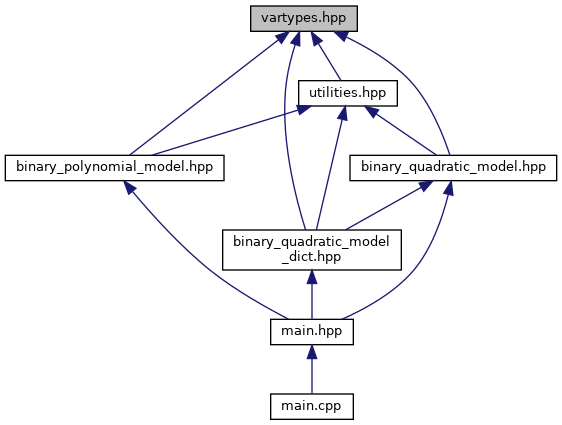 vartypes.hpp
utilities.hpp
binary_polynomial_model.hpp
binary_quadratic_model.hpp
binary_quadratic_model
_dict.hpp
main.hpp
main.cpp